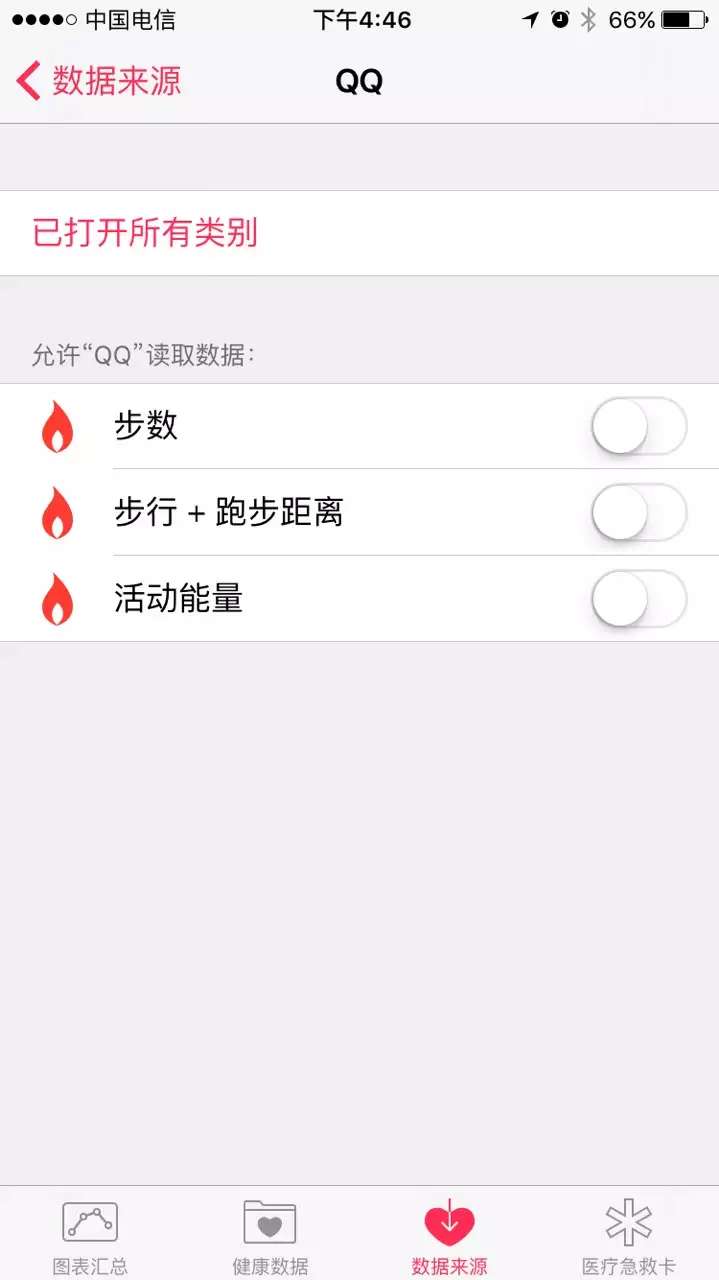 中国电信 下午4:46 66%
数据来源 QQ
已打开所有类别
允许“QQ”读取数据：
步数
步行 + 跑步距离
活动能量
图表汇总 健康数据 数据来源 医疗急救卡